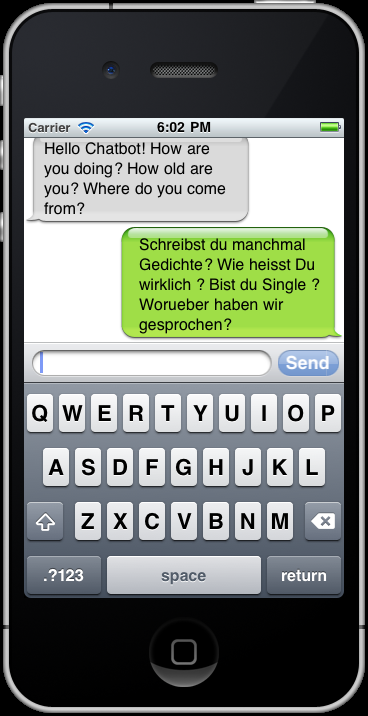 Carrier 6:02 PM
Hello Chatbot! How are
you doing? How old are
you? Where do you come
from?
Schreibst du manchmal
Gedichte? Wie heisst Du
wirklich ? Bist du Single ?
Worueber haben wir
gesprochen?
Send
Q W E R T Y U I O P
A S D F G H J K L
Z X C V B N M
.?123 space return